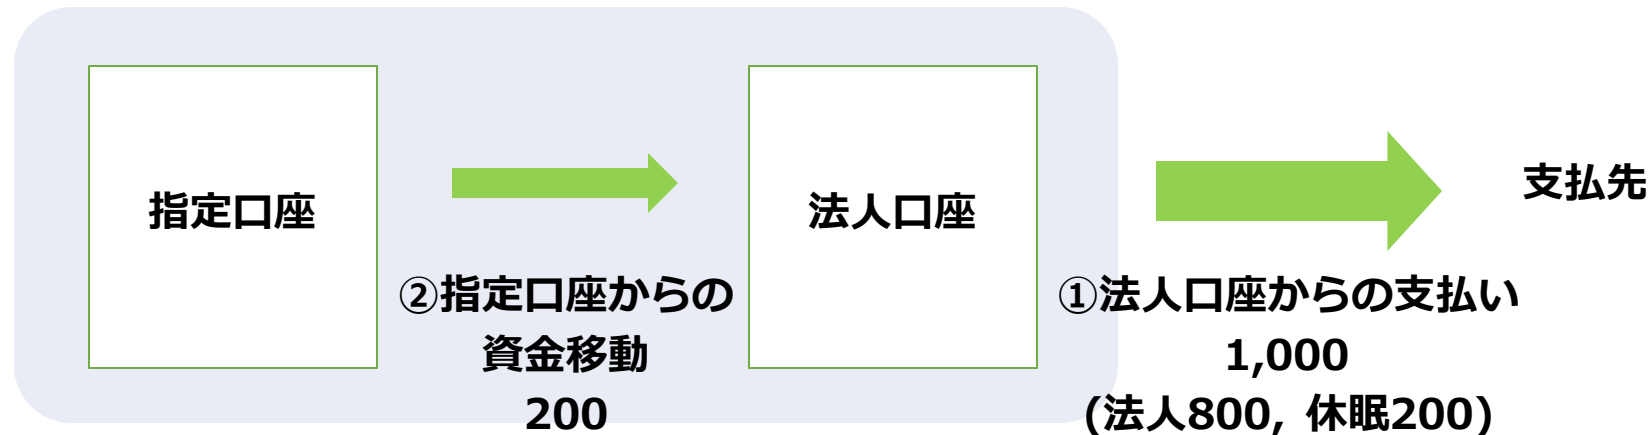 指定口座
②指定口座からの
資金移動
200
法人口座
①法人口座からの支払い
1,000
(法人800, 休眠200)
支払先